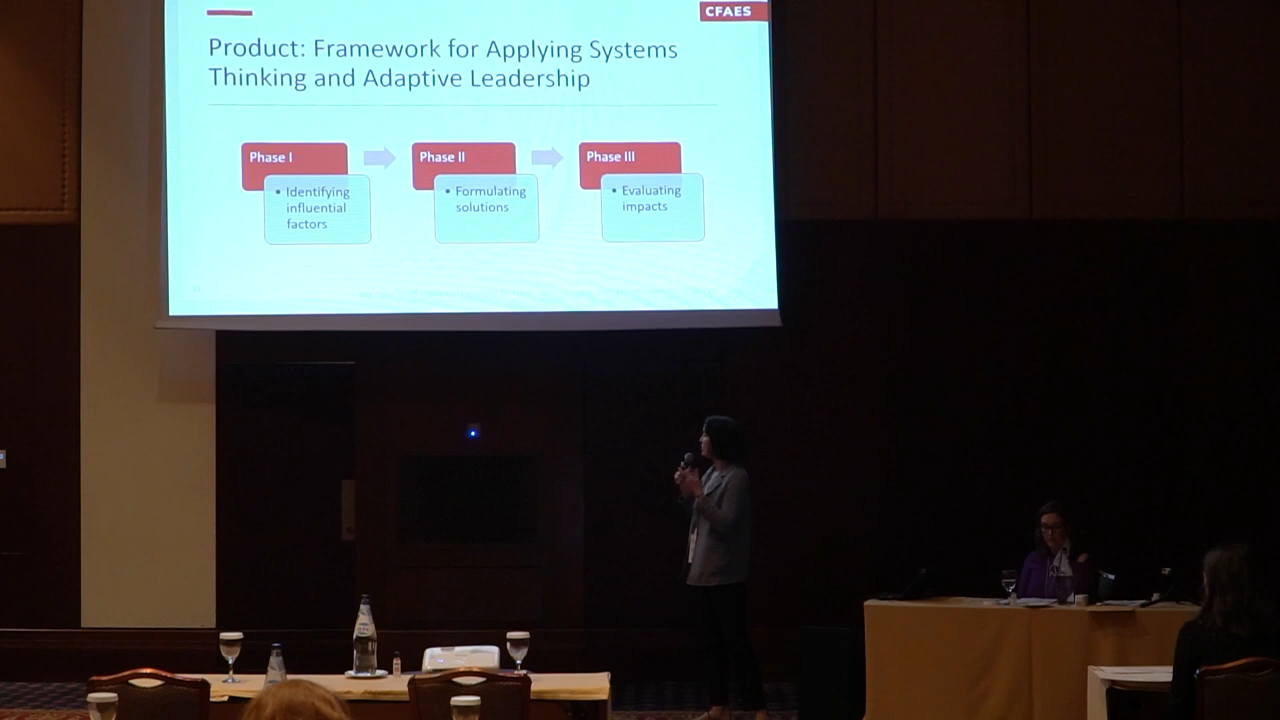 CFAES
Product: Framework for Applying Systems
Thinking and Adaptive Leadership
Phase I
• Identifying
influential
factors
Phase II
• Formulating
solutions
Phase III
• Evaluating
impacts